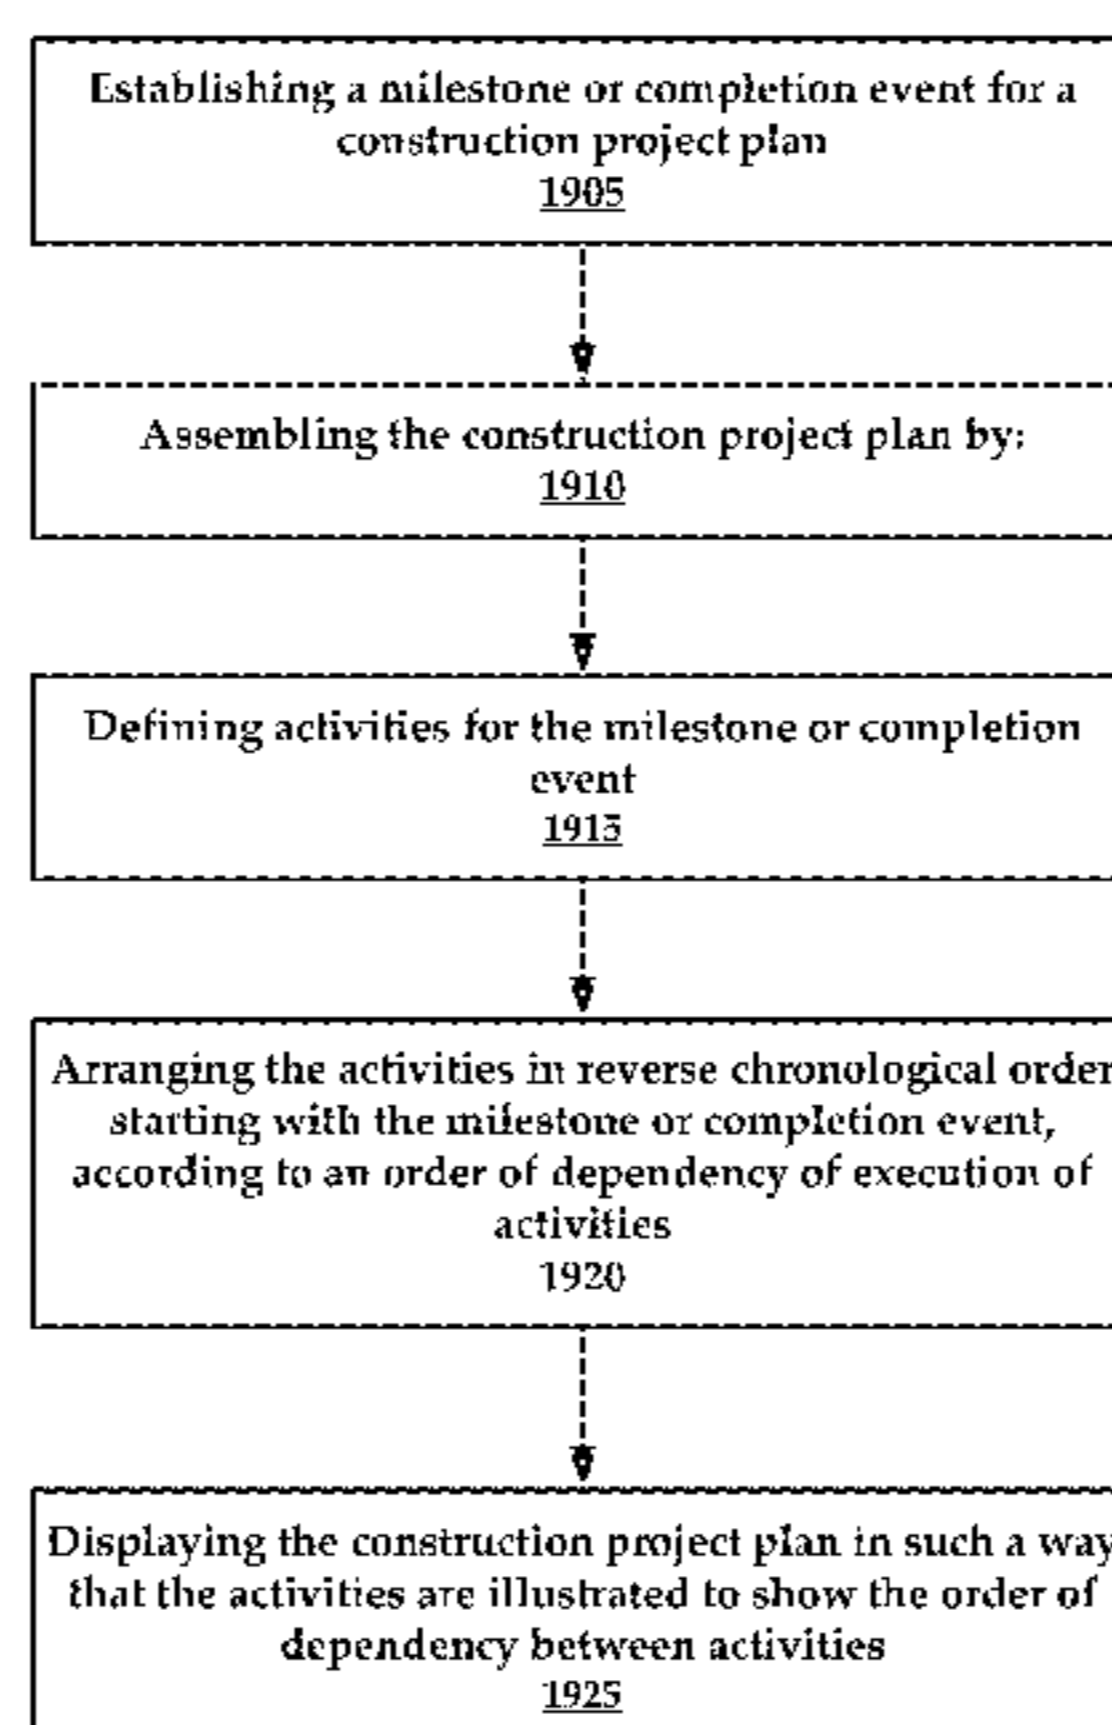 Establishing a milestone or completion event for a
construction project plan
1905
Assembling the construction project plan by:
1910
Defining activities for the milestone or completion
event
1915
Arranging the activities in reverse chronological order
starting with the milestone or completion event,
according to an order of dependency of execution of
activities
1920
Displaying the construction project plan in such a way
that the activities are illustrated to show the order of
dependency between activities
1925